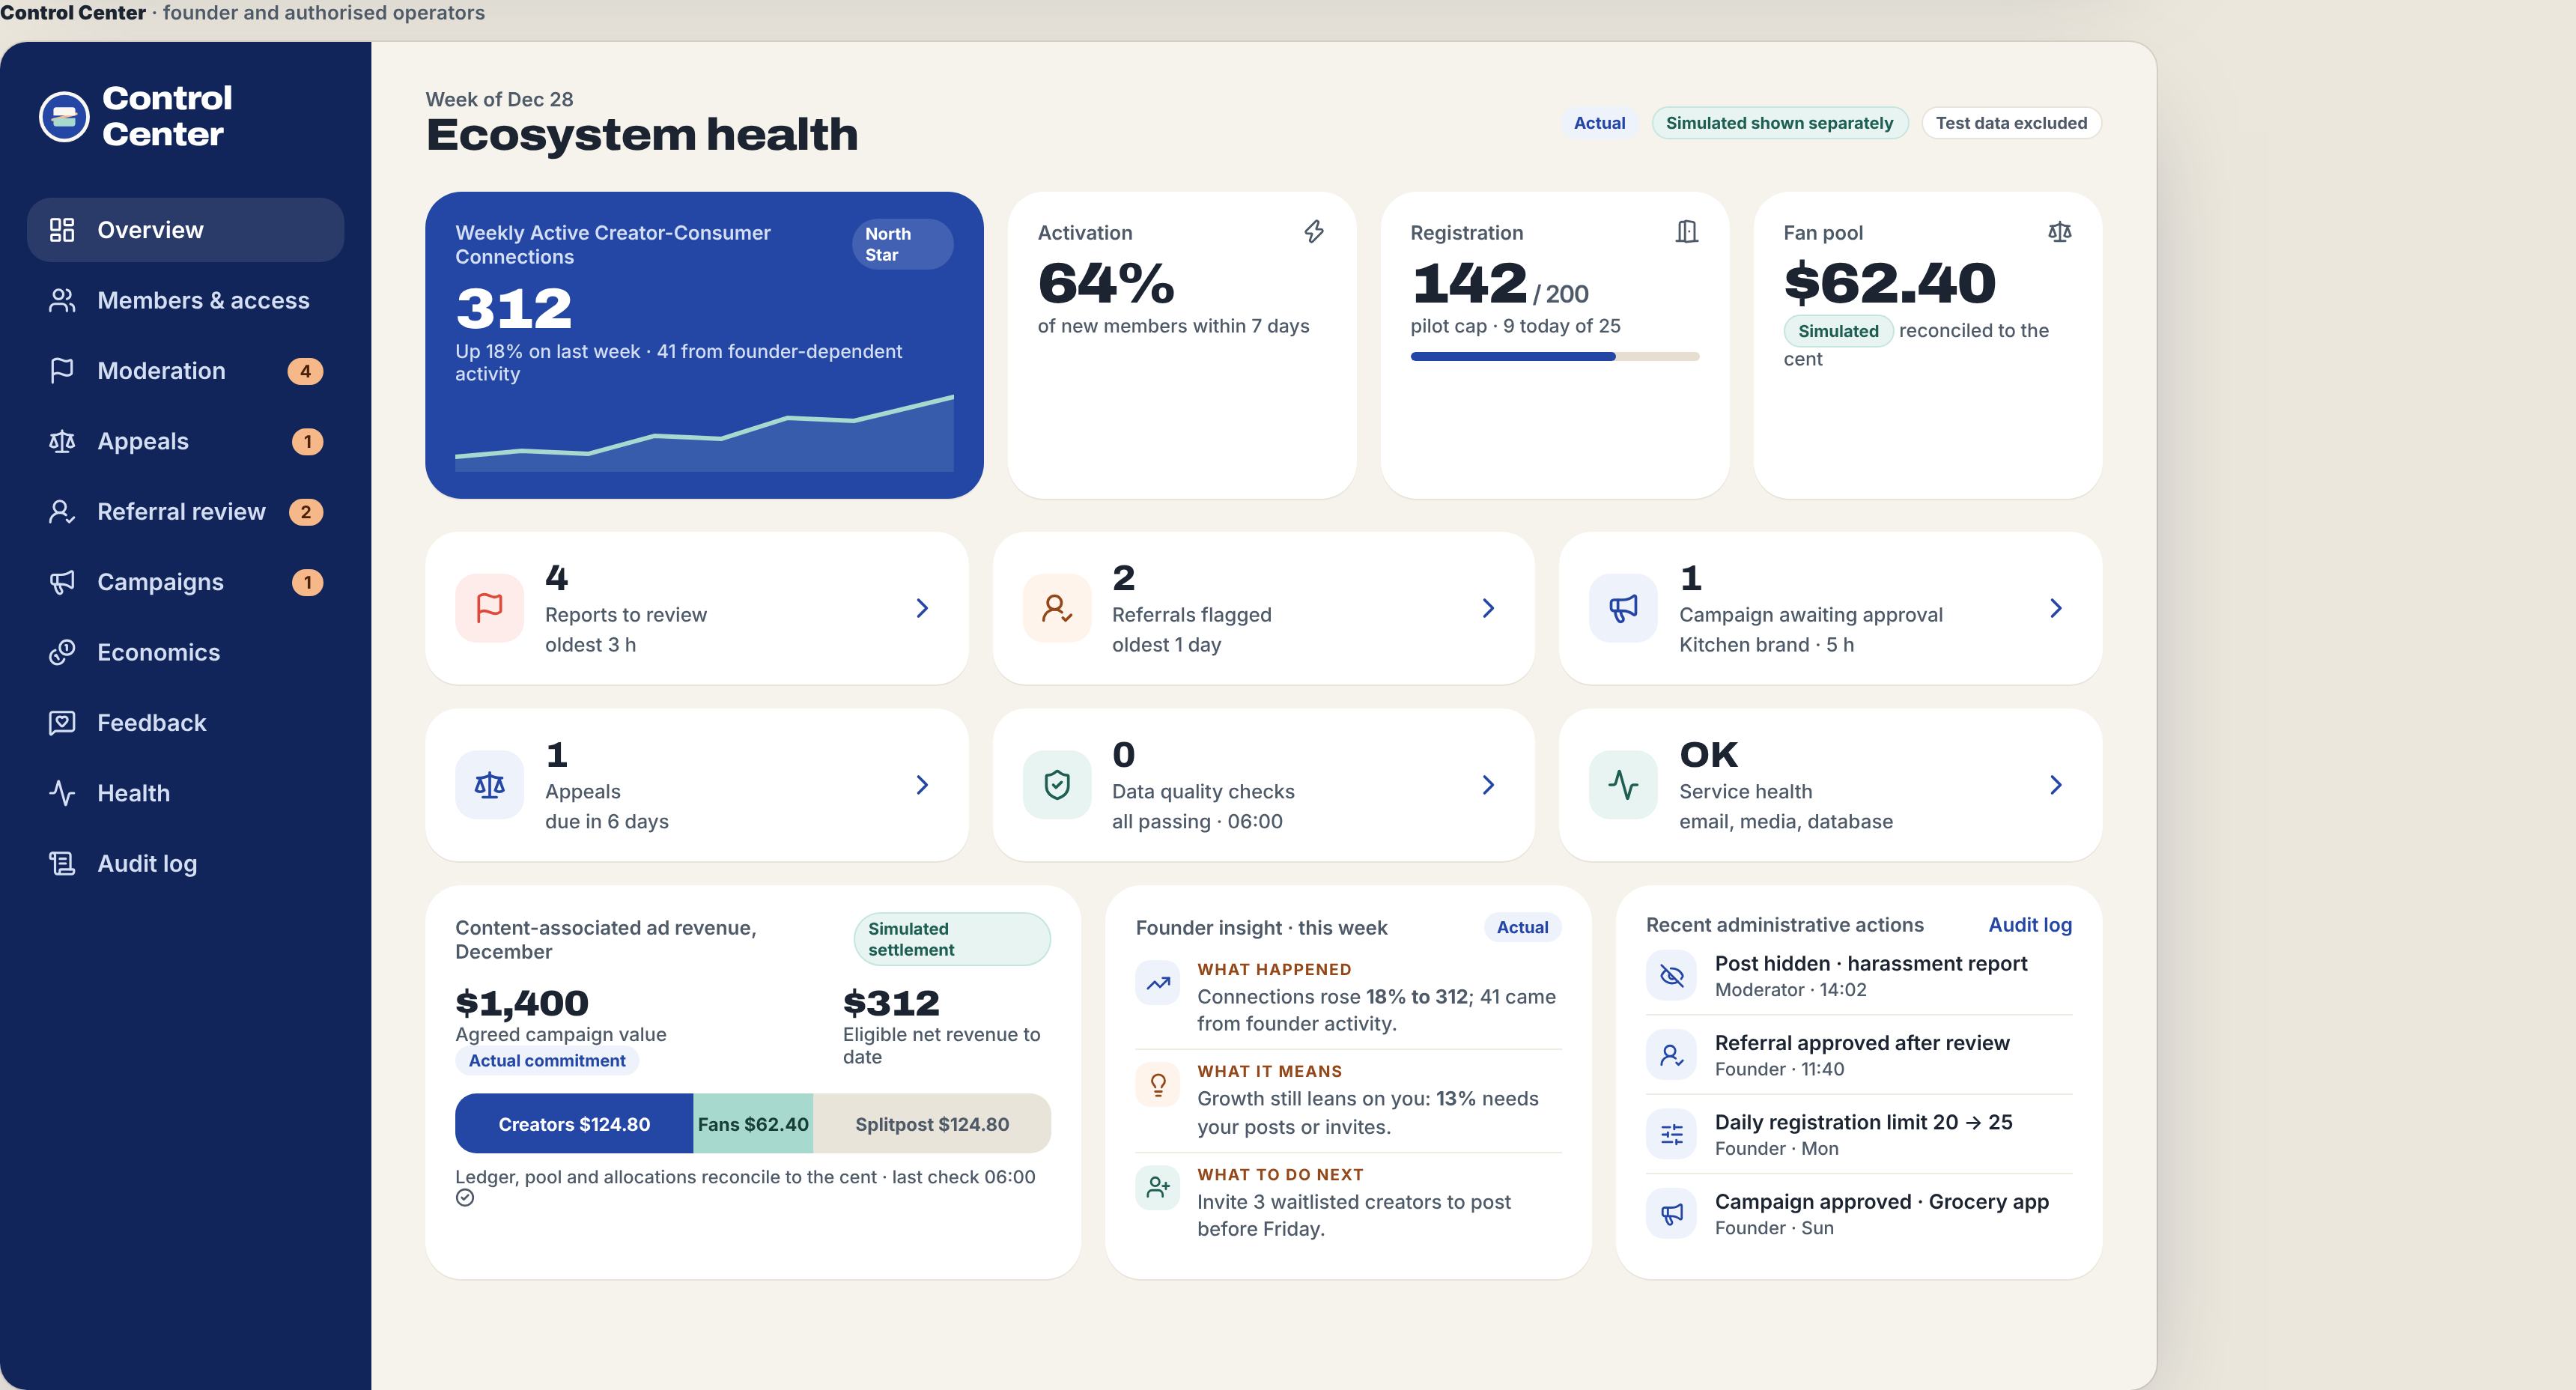 Control Center · founder and authorised operators
Control
Center
Overview
Members & access
Moderation 4
Appeals 1
Referral review 2
Campaigns 1
Economics
Feedback
Health
Audit log
Week of Dec 28
Ecosystem health
Actual
Simulated shown separately
Test data excluded
Weekly Active Creator-Consumer
Connections
North
Star
312
Up 18% on last week · 41 from founder-dependent
activity
Activation
64%
of new members within 7 days
Registration
142 / 200
pilot cap · 9 today of 25
Fan pool
$62.40
Simulated reconciled to the
cent
4
Reports to review
oldest 3 h
2
Referrals flagged
oldest 1 day
1
Campaign awaiting approval
Kitchen brand · 5 h
1
Appeals
due in 6 days
0
Data quality checks
all passing · 06:00
OK
Service health
email, media, database
Content-associated ad revenue,
December
Simulated
settlement
$1,400
Agreed campaign value
Actual commitment
$312
Eligible net revenue to
date
Creators $124.80
Fans $62.40
Splitpost $124.80
Ledger, pool and allocations reconcile to the cent · last check 06:00
Founder insight · this week
Actual
WHAT HAPPENED
Connections rose 18% to 312; 41 came
from founder activity.
WHAT IT MEANS
Growth still leans on you: 13% needs
your posts or invites.
WHAT TO DO NEXT
Invite 3 waitlisted creators to post
before Friday.
Recent administrative actions
Audit log
Post hidden · harassment report
Moderator · 14:02
Referral approved after review
Founder · 11:40
Daily registration limit 20 → 25
Founder · Mon
Campaign approved · Grocery app
Founder · Sun